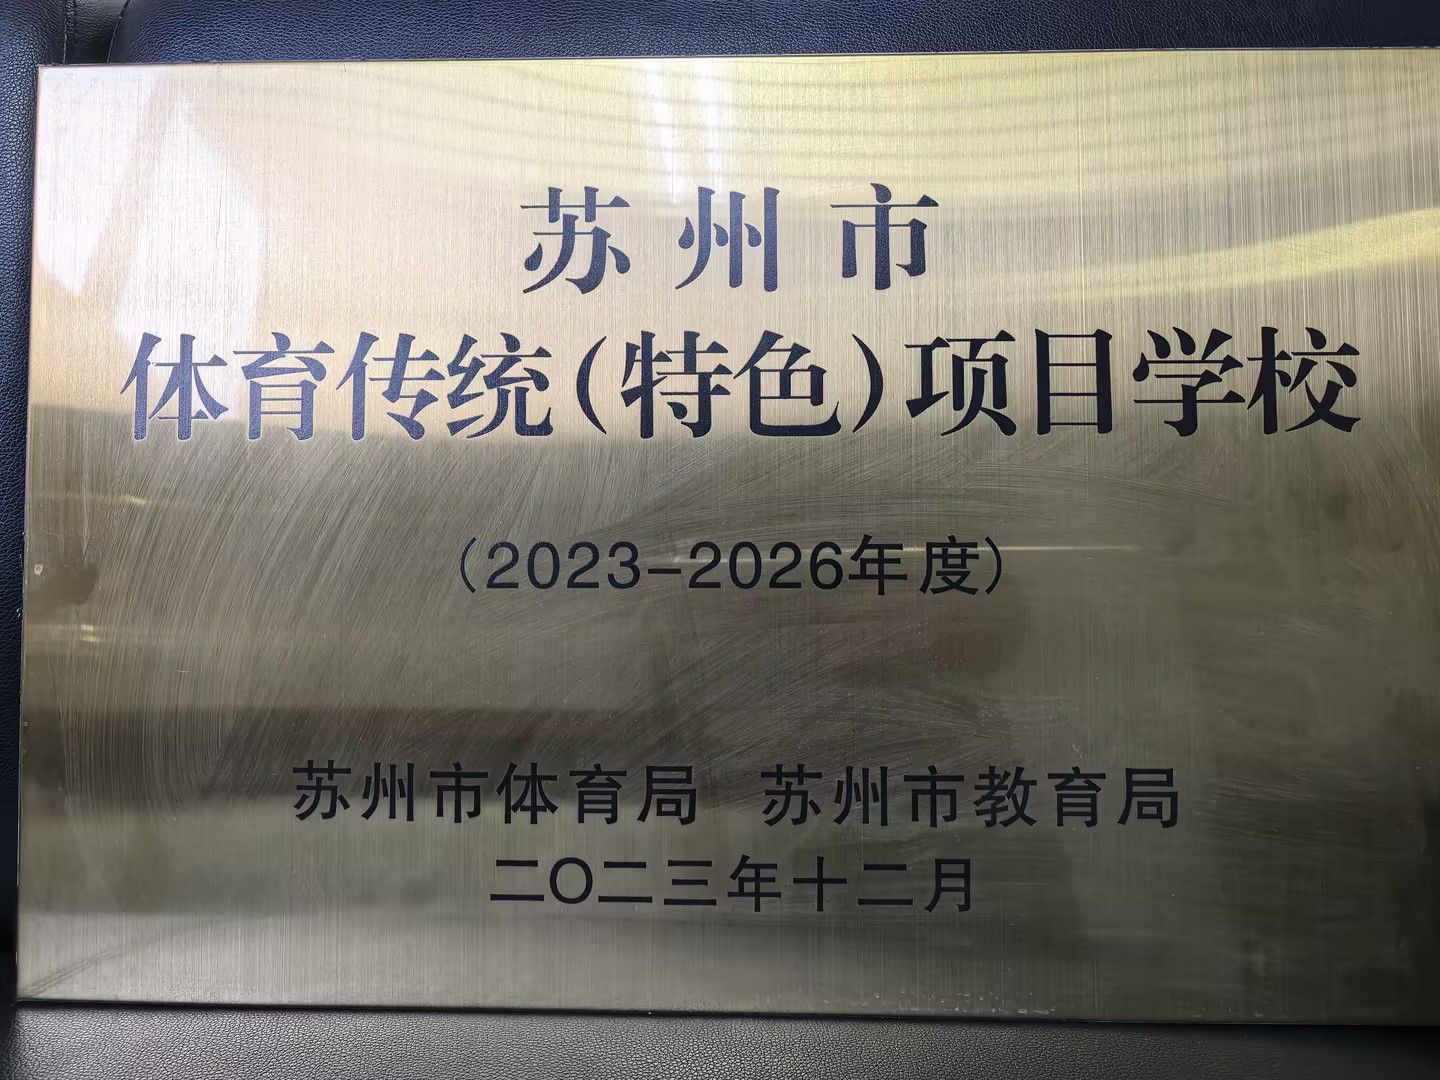 苏州市
体育传统(特色)项目学校
(2023-2026年度)
苏州市体育局 苏州市教育局
二〇二三年十二月